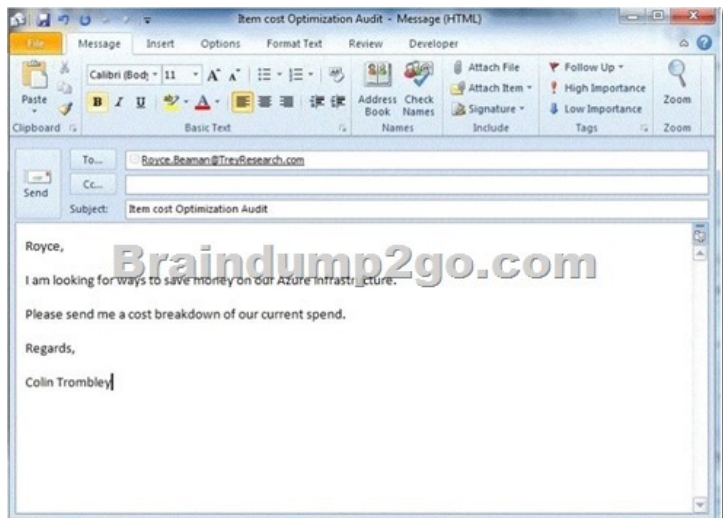 Item cost Optimization Audit - Message (HTML)
File Message Insert Options Format Text Review Developer
Paste
Clipboard
Calibri (Body 11 A A
B I U A
Basic Text
Address Book
Check Names
Names
Attach File
Attach Item
Signature
Include
Follow Up
High Importance
Low Importance
Tags
Zoom
Zoom
Send
To... Royce.Beaman@TreyResearch.com
Cc...
Subject: Item cost Optimization Audit
Royce,
Braindump2go.com
I am looking for ways to save money on our Azure infrastructure.
Please send me a cost breakdown of our current spend.
Regards,
Colin Trombley